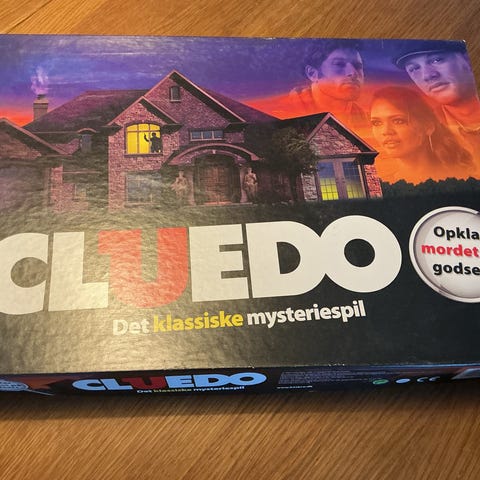 CLUEDO
Det klassiske mysteriespil
Opkla
mordet
godse
CLUEDO
Det klassiske mysteriespil